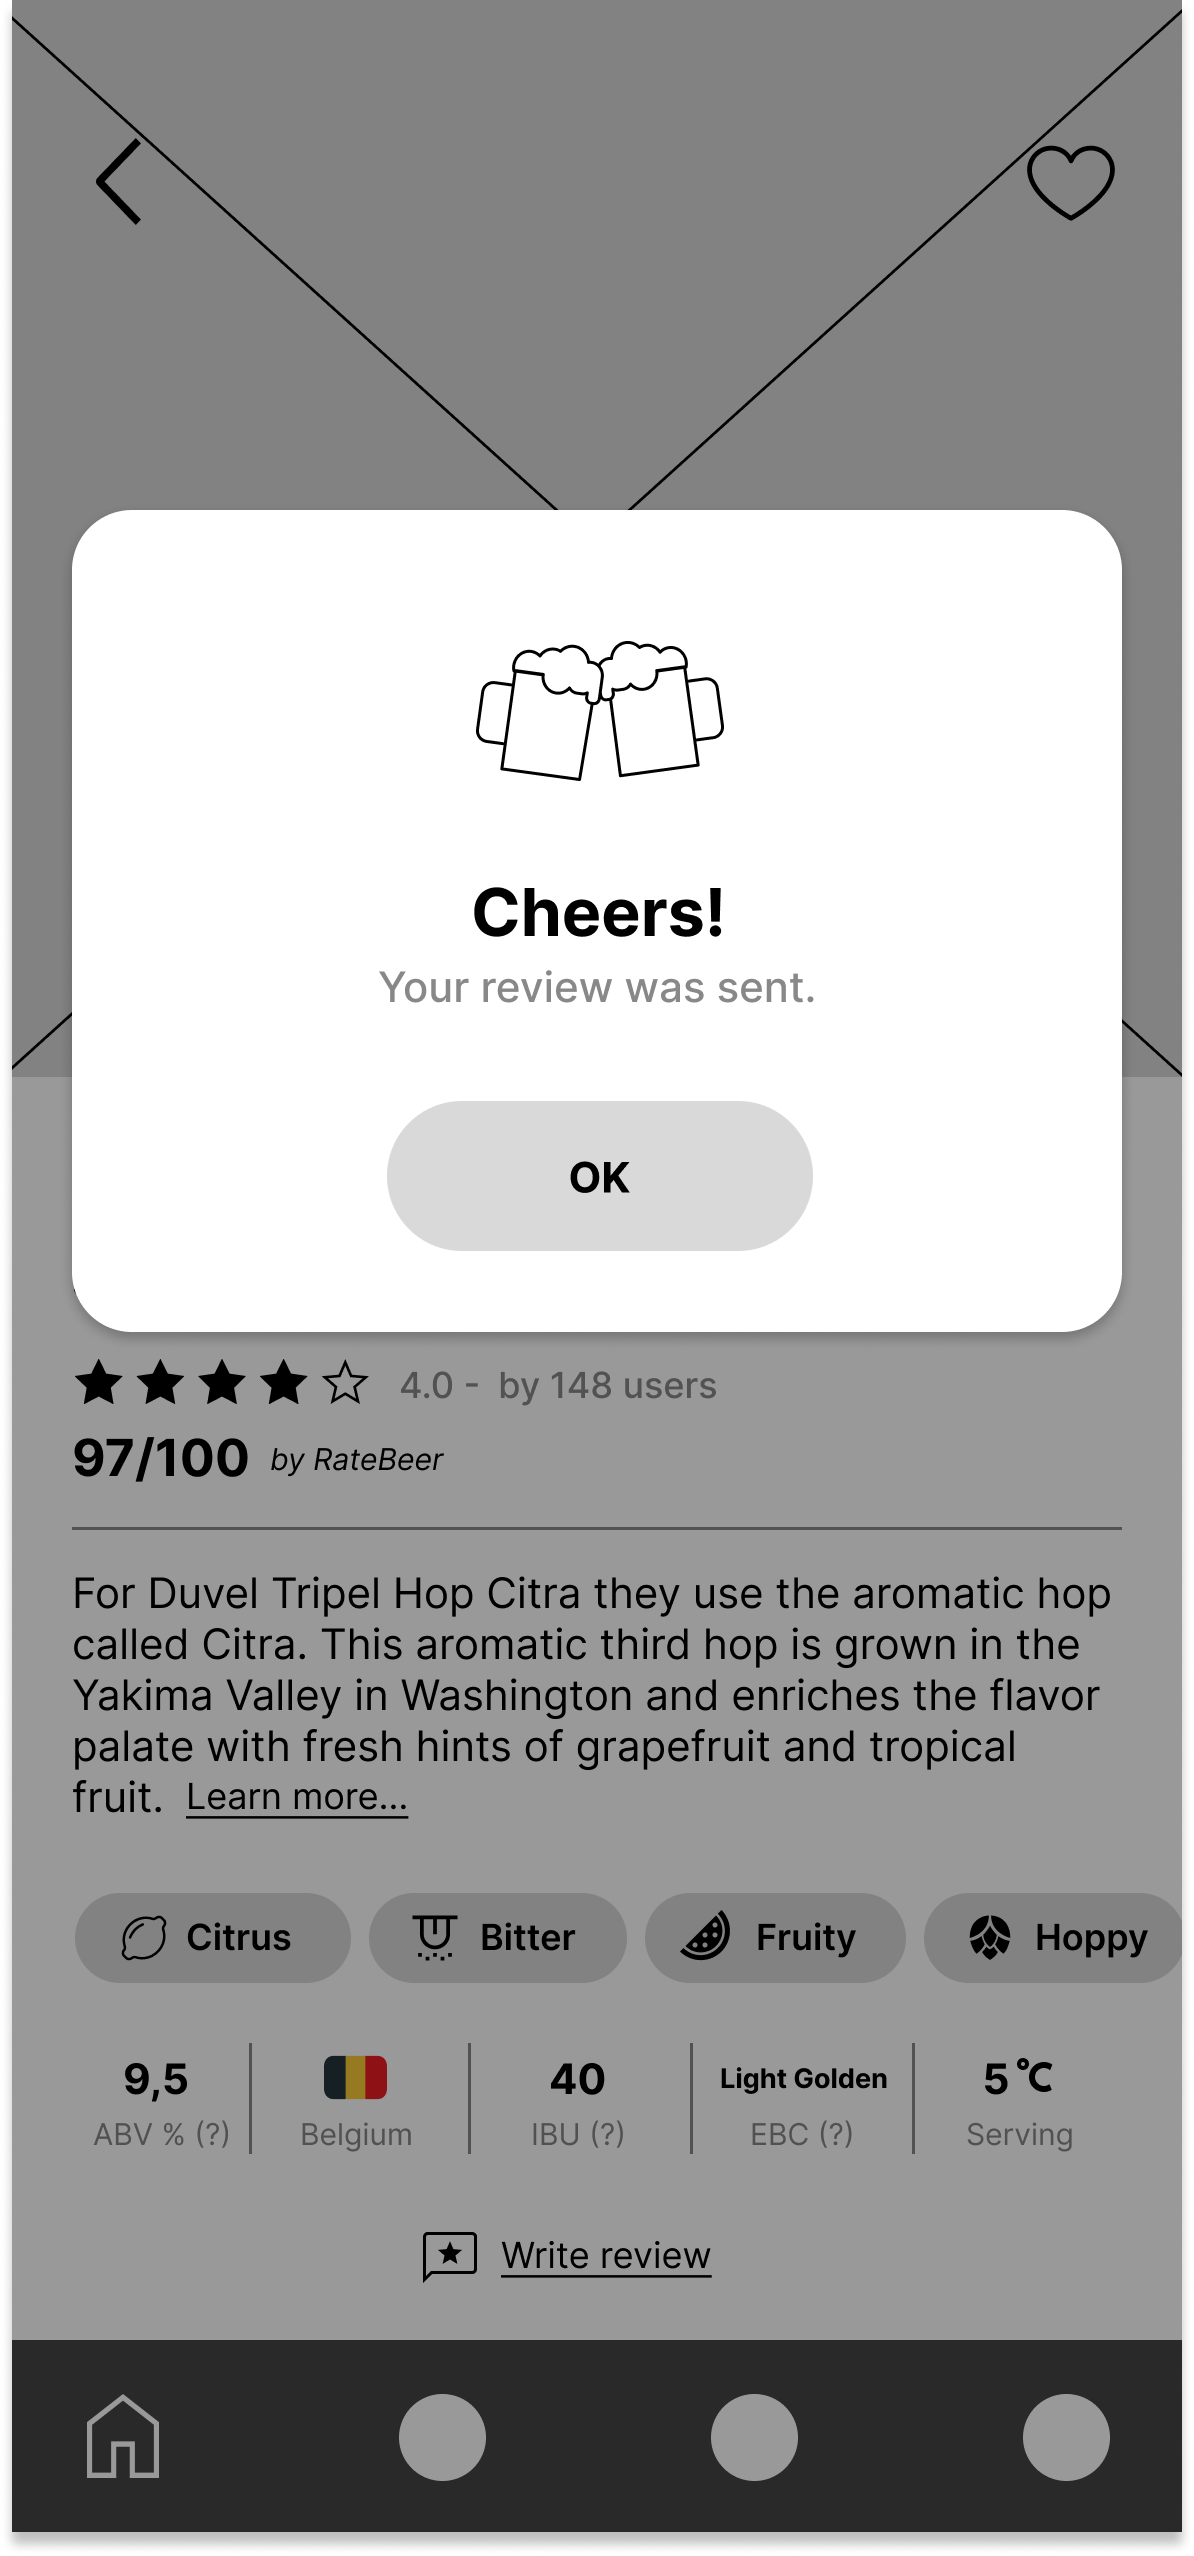 Cheers!
Your review was sent.
OK
4.0 - by 148 users
97/100 by RateBeer
For Duvel Tripel Hop Citra they use the aromatic hop
called Citra. This aromatic third hop is grown in the
Yakima Valley in Washington and enriches the flavor
palate with fresh hints of grapefruit and tropical
fruit. Learn more...
Citrus Bitter Fruity Hoppy
9,5 40 Light Golden 5 °C
ABV % (?) Belgium IBU (?) EBC (?) Serving
Write review